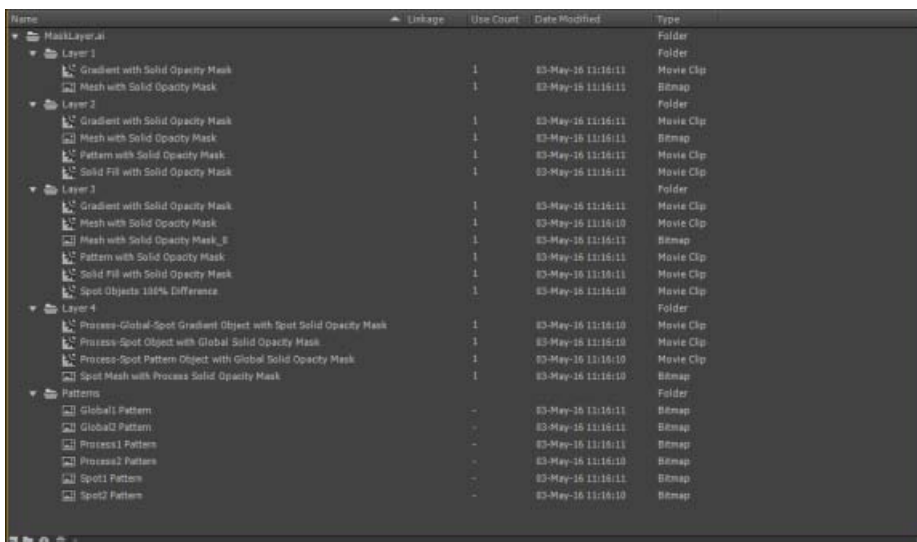 Name Linkage Use Count Date Modified Type
MaskLayer.ai Folder
Layer 1 Folder
Gradient with Solid Opacity Mask 1 03-May-16 11:16:11 Movie Clip
Mesh with Solid Opacity Mask 1 03-May-16 11:16:11 Bitmap
Layer 2 Folder
Gradient with Solid Opacity Mask 1 03-May-16 11:16:11 Movie Clip
Mesh with Solid Opacity Mask 1 03-May-16 11:16:11 Bitmap
Pattern with Solid Opacity Mask 1 03-May-16 11:16:11 Movie Clip
Solid Fill with Solid Opacity Mask 1 03-May-16 11:16:11 Movie Clip
Layer 3 Folder
Gradient with Solid Opacity Mask 1 03-May-16 11:16:11 Movie Clip
Mesh with Solid Opacity Mask 1 03-May-16 11:16:10 Movie Clip
Mesh with Solid Opacity Mask_0 1 03-May-16 11:16:11 Bitmap
Pattern with Solid Opacity Mask 1 03-May-16 11:16:11 Movie Clip
Solid Fill with Solid Opacity Mask 1 03-May-16 11:16:11 Movie Clip
Spot Objects 100% Difference 1 03-May-16 11:16:10 Movie Clip
Layer 4 Folder
Process-Global-Spot Gradient Object with Spot Solid Opacity Mask 1 03-May-16 11:16:10 Movie Clip
Process-Spot Object with Global Solid Opacity Mask 1 03-May-16 11:16:10 Movie Clip
Process-Spot Pattern Object with Global Solid Opacity Mask 1 03-May-16 11:16:10 Movie Clip
Spot Mesh with Process Solid Opacity Mask 1 03-May-16 11:16:10 Bitmap
Patterns Folder
Global1 Pattern - 03-May-16 11:16:11 Bitmap
Global2 Pattern - 03-May-16 11:16:11 Bitmap
Process1 Pattern - 03-May-16 11:16:11 Bitmap
Process2 Pattern - 03-May-16 11:16:10 Bitmap
Spot1 Pattern - 03-May-16 11:16:11 Bitmap
Spot2 Pattern - 03-May-16 11:16:10 Bitmap